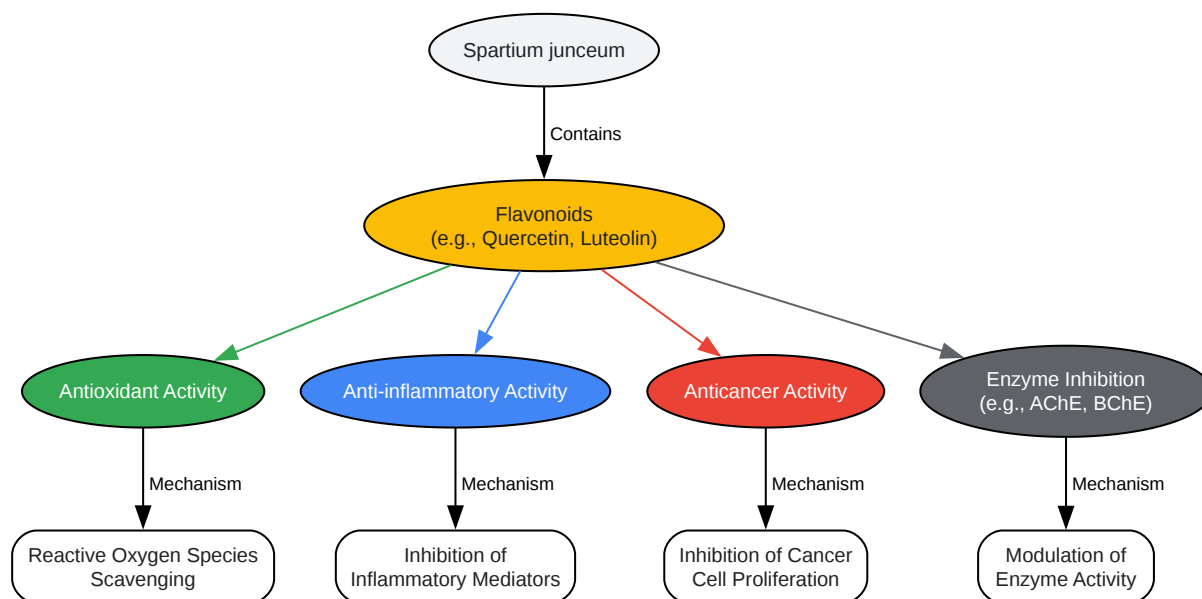 Spartium junceum
Contains
Flavonoids
(e.g., Quercetin, Luteolin)
Antioxidant Activity
Anti-inflammatory Activity
Anticancer Activity
Enzyme Inhibition
(e.g., AChE, BChE)
Mechanism
Mechanism
Mechanism
Mechanism
Reactive Oxygen Species
Scavenging
Inhibition of
Inflammatory Mediators
Inhibition of Cancer
Cell Proliferation
Modulation of
Enzyme Activity